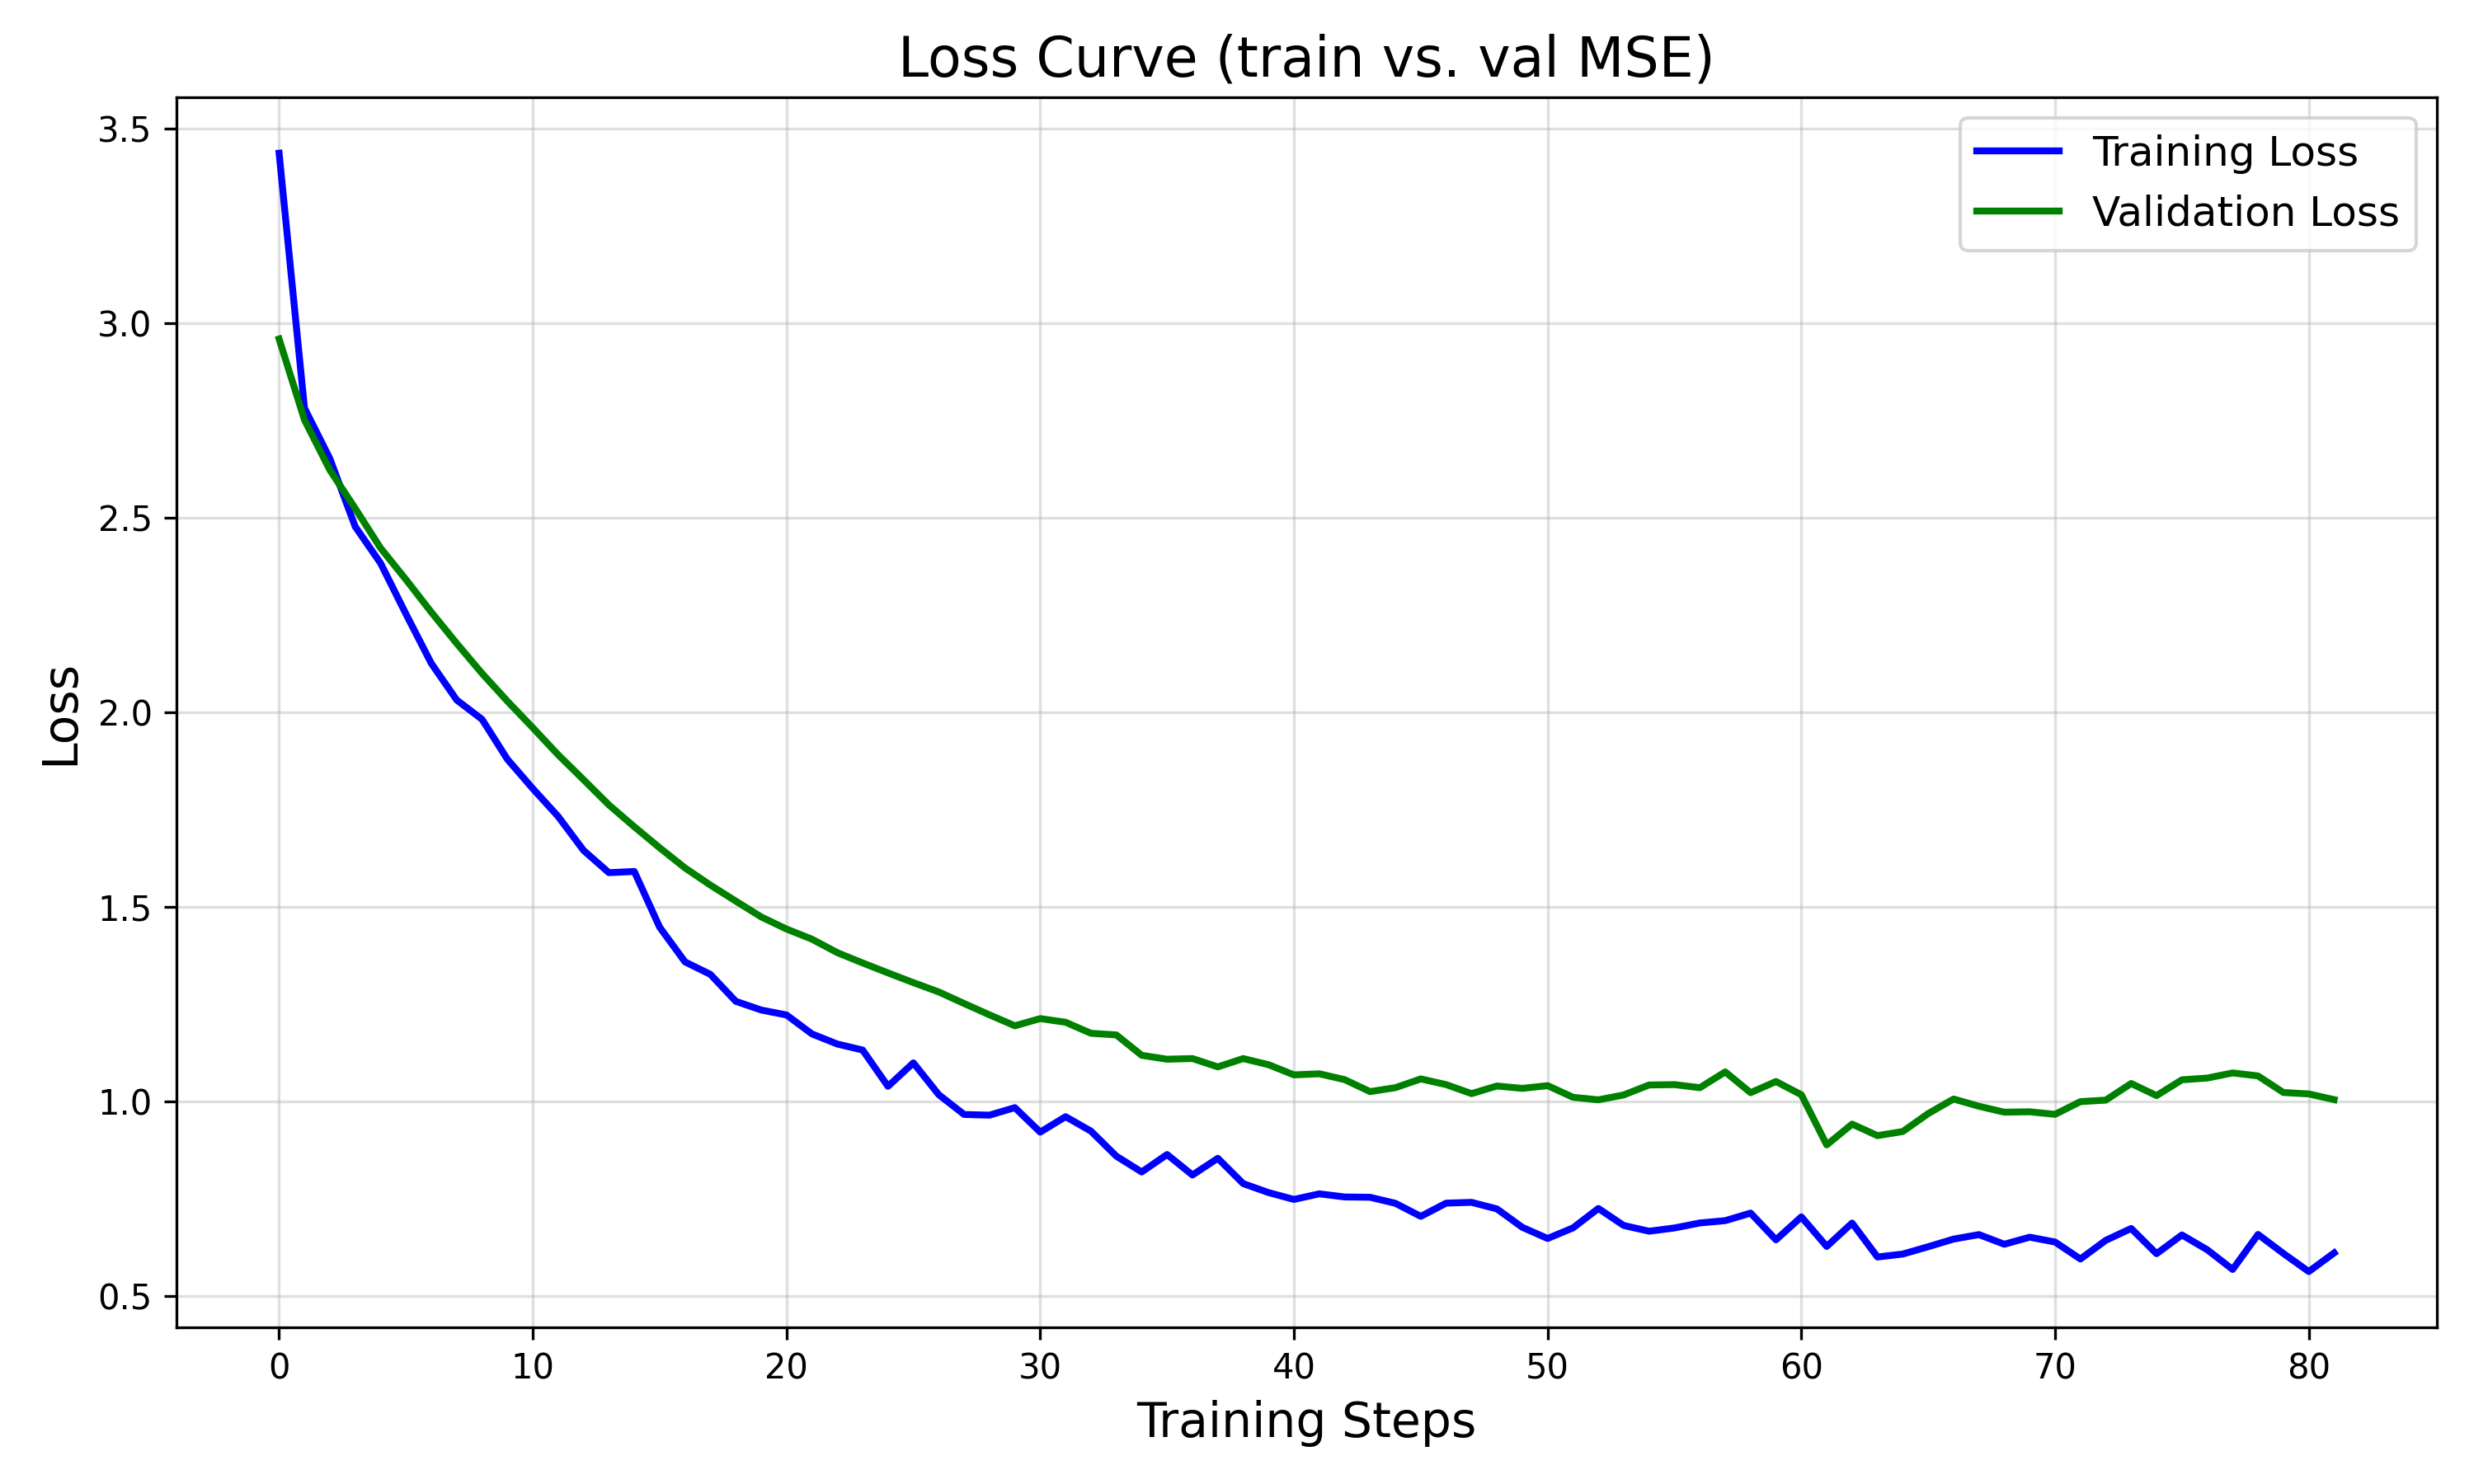 Loss Curve (train vs. val MSE)
Training Loss
Validation Loss
3.5
3.0
2.5
2.0
1.5
1.0
0.5
Loss
0 10 20 30 40 50 60 70 80
Training Steps